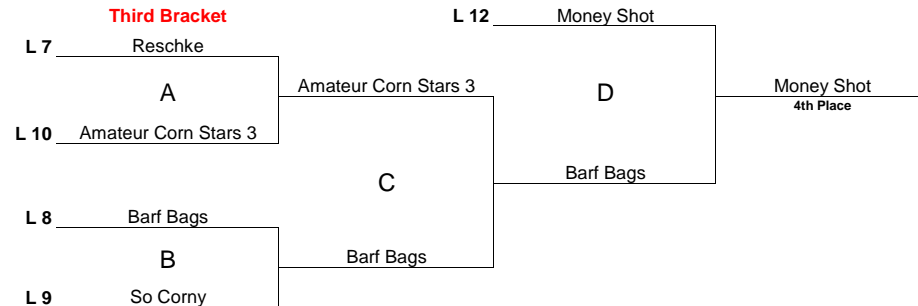 Third Bracket
L 12 Money Shot
L 7 Reschke
A
Amateur Corn Stars 3
D
Money Shot
4th Place
L 10 Amateur Corn Stars 3
C
Barf Bags
L 8 Barf Bags
B
Barf Bags
L 9 So Corny